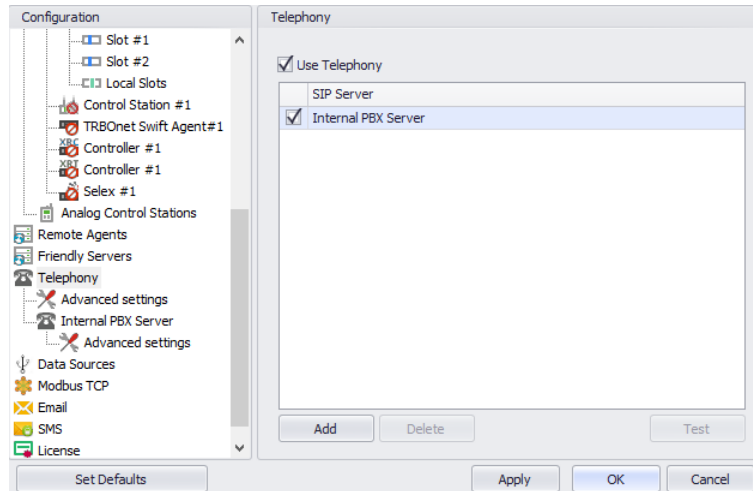 Configuration
Slot #1
Slot #2
Local Slots
Control Station #1
TRBOnet Swift Agent#1
XRC
Controller #1
XRT
Controller #1
Selex #1
Analog Control Stations
Remote Agents
Friendly Servers
Telephony
Advanced settings
Internal PBX Server
Advanced settings
Data Sources
Modbus TCP
Email
SMS
License
Set Defaults
Telephony
Use Telephony
SIP Server
Internal PBX Server
Add Delete Test
Apply OK Cancel